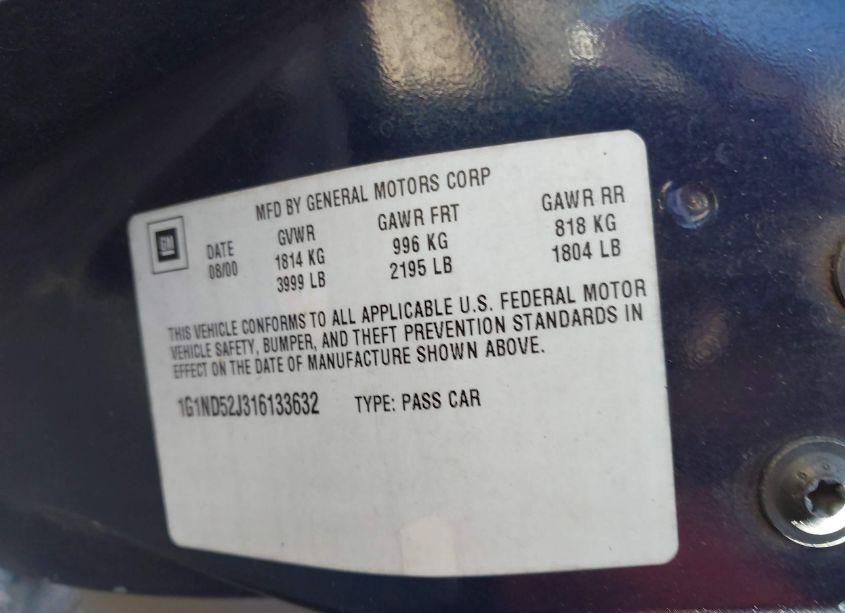 MFD BY GENERAL MOTORS CORP
GM
DATE GVWR GAWR FRT GAWR RR
08/00 1814 KG 996 KG 818 KG
3999 LB 2195 LB 1804 LB
THIS VEHICLE CONFORMS TO ALL APPLICABLE U.S. FEDERAL MOTOR
VEHICLE SAFETY, BUMPER, AND THEFT PREVENTION STANDARDS IN
EFFECT ON THE DATE OF MANUFACTURE SHOWN ABOVE.
1G1ND52J316133632 TYPE: PASS CAR